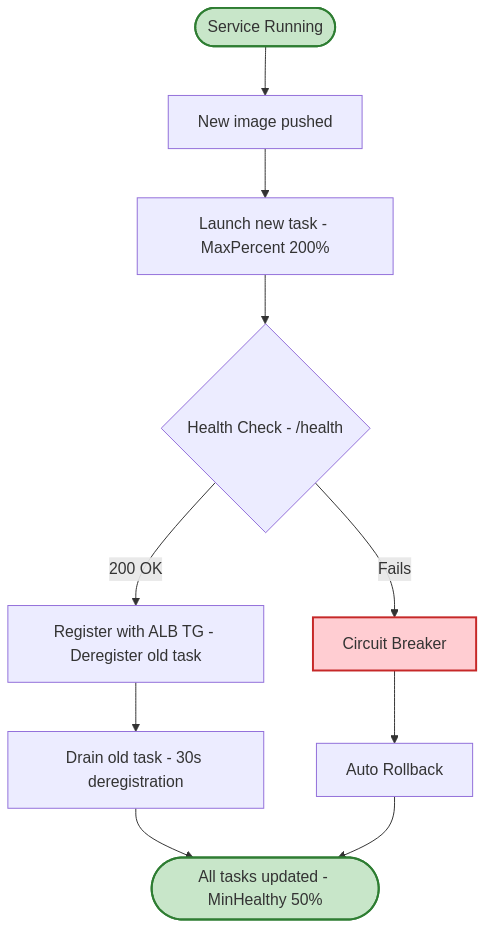 Service Running
New image pushed
Launch new task -
MaxPercent 200%
Health Check - /health
200 OK
Fails
Register with ALB TG -
Deregister old task
Circuit Breaker
Drain old task - 30s
deregistration
Auto Rollback
All tasks updated -
MinHealthy 50%